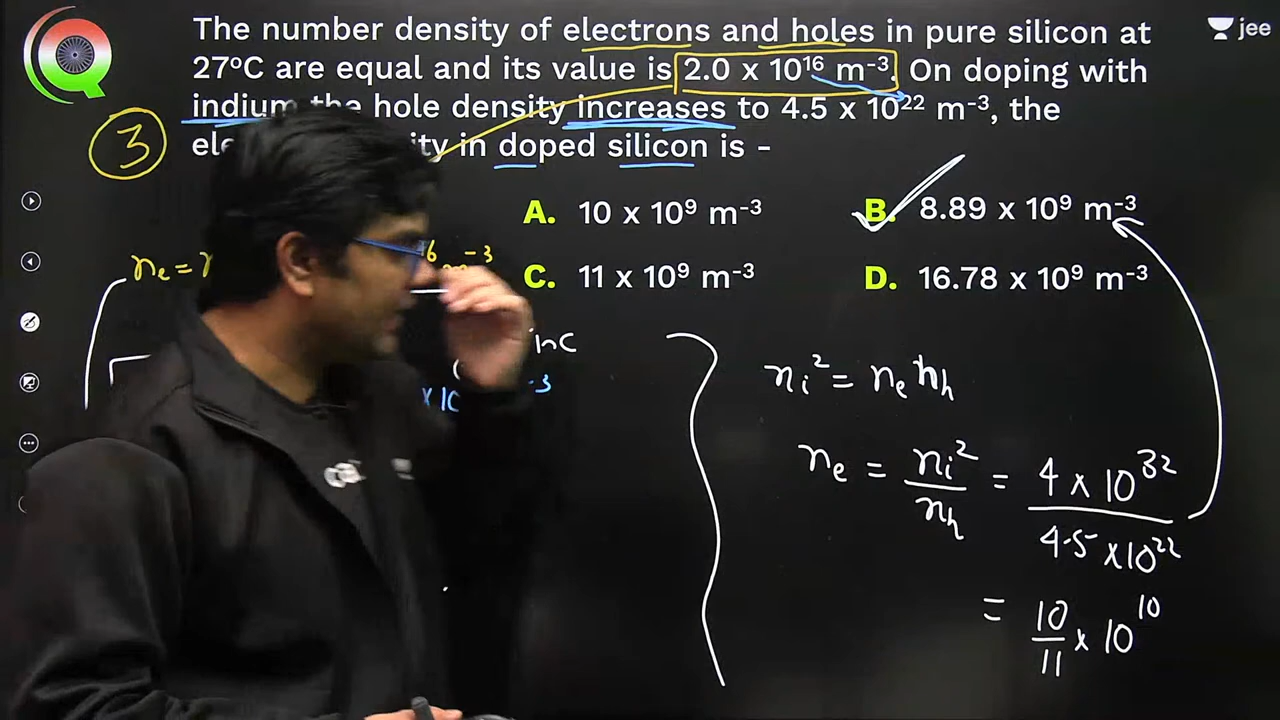 The number density of electrons and holes in pure silicon at
jee
27°C are equal and its value is 2.0 x 10¹⁶ m⁻³. On doping with
indium the hole density increases to 4.5 x 10²² m⁻³, the
in doped silicon is -
3
A. 10 x 10⁹ m⁻³
B. 8.89 x 10⁹ m⁻³
C. 11 x 10⁹ m⁻³
D. 16.78 x 10⁹ m⁻³
nₑ =
nᵢ² = nₑ nₕ
nₑ = nᵢ²/nₕ = 4 x 10³²/4.5 x 10²²
= 10/11 x 10¹⁰